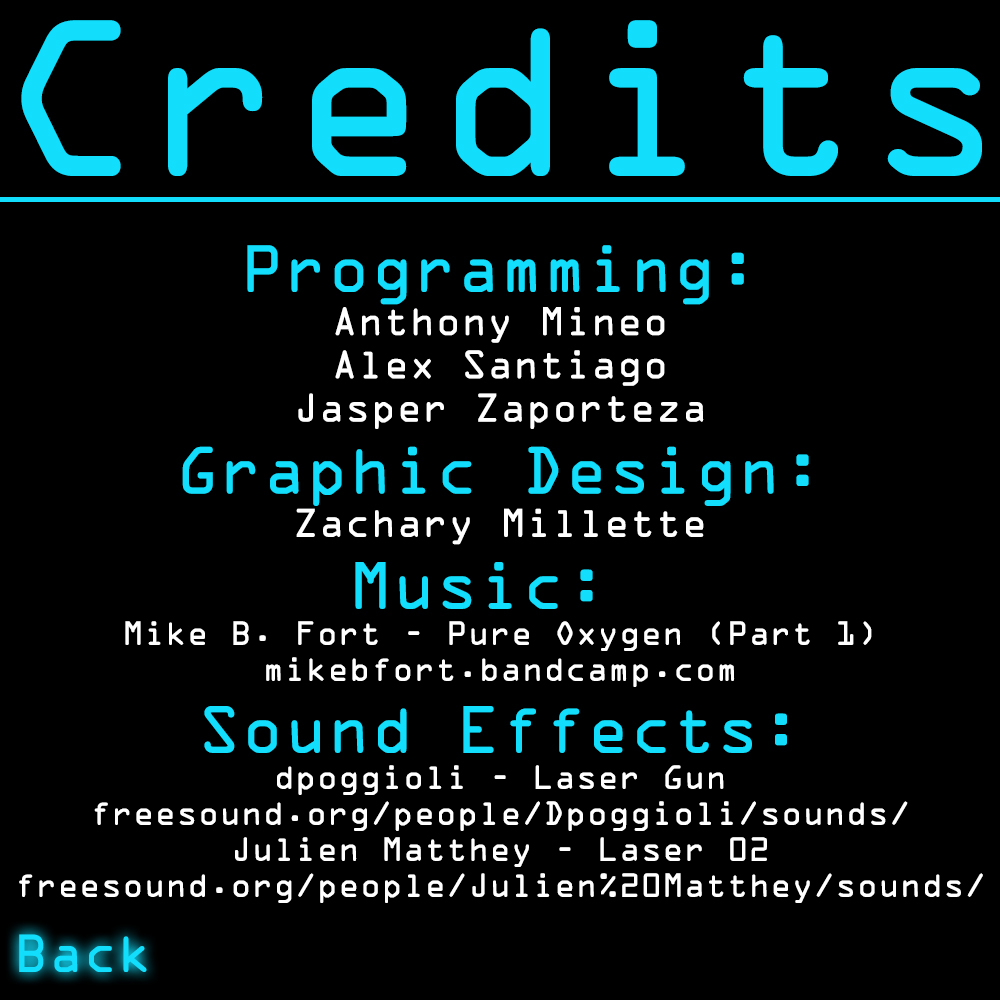 Credits
Programming:
Anthony Mineo
Alex Santiago
Jasper Zaporteza
Graphic Design:
Zachary Millette
Music:
Mike B. Fort - Pure Oxygen (Part 1)
mikebfort.bandcamp.com
Sound Effects:
dpoggioli - Laser Gun
freesound.org/people/Dpoggioli/sounds/
Julien Matthey - Laser 02
freesound.org/people/Julien%20Matthey/sounds/
Back